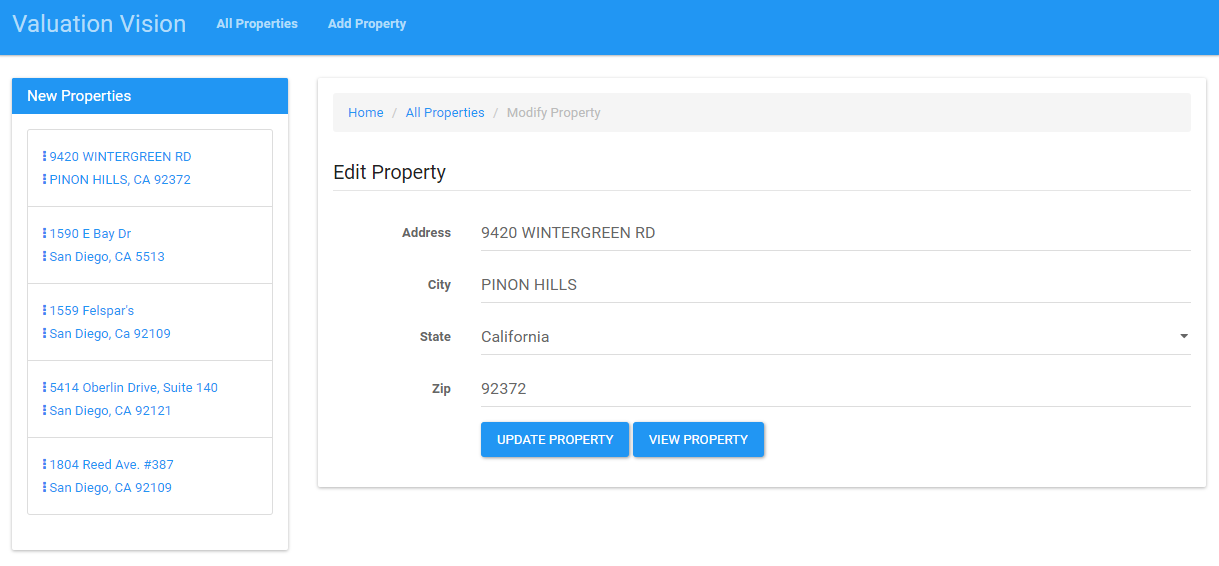 Valuation Vision All Properties Add Property
New Properties
9420 WINTERGREEN RD
PINON HILLS, CA 92372
1590 E Bay Dr
San Diego, CA 5513
1559 Felspar's
San Diego, Ca 92109
5414 Oberlin Drive, Suite 140
San Diego, CA 92121
1804 Reed Ave. #387
San Diego, CA 92109
Home / All Properties / Modify Property
Edit Property
Address 9420 WINTERGREEN RD
City PINON HILLS
State California
Zip 92372
UPDATE PROPERTY VIEW PROPERTY